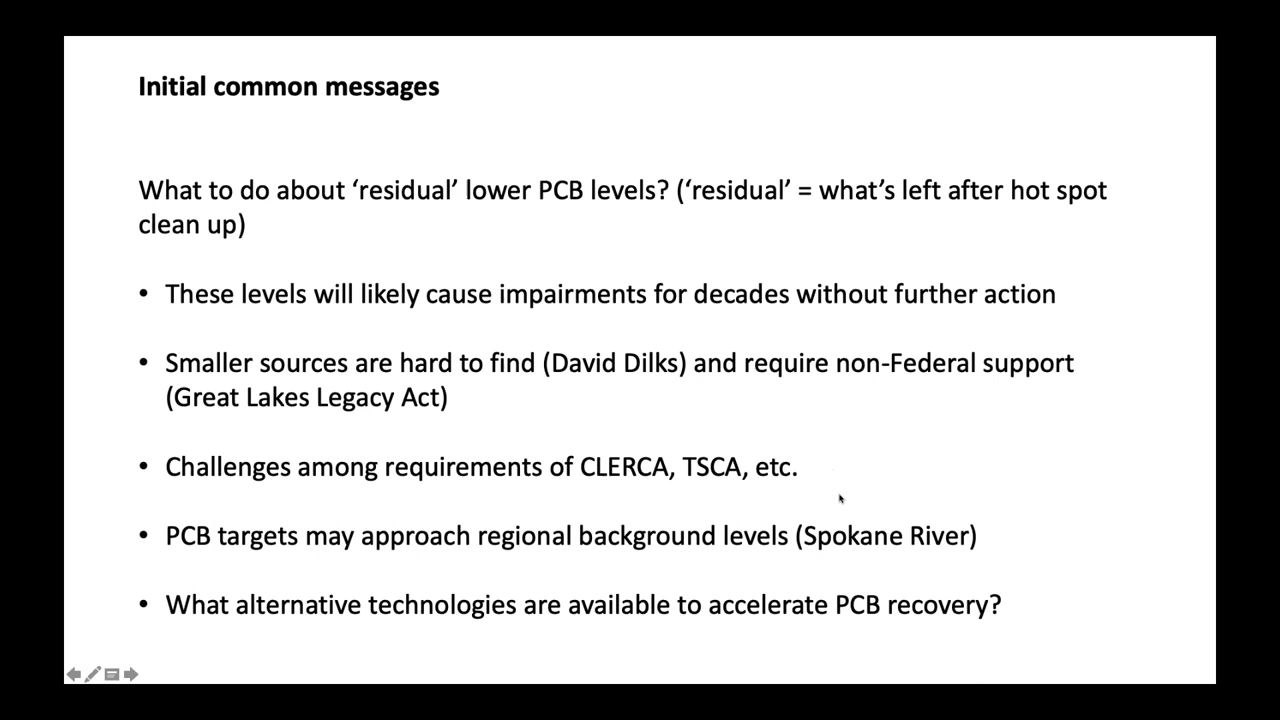 Initial common messages
What to do about ‘residual’ lower PCB levels? (‘residual’ = what’s left after hot spot
clean up)
• These levels will likely cause impairments for decades without further action
• Smaller sources are hard to find (David Dilks) and require non-Federal support
(Great Lakes Legacy Act)
• Challenges among requirements of CLERCA, TSCA, etc.
• PCB targets may approach regional background levels (Spokane River)
• What alternative technologies are available to accelerate PCB recovery?